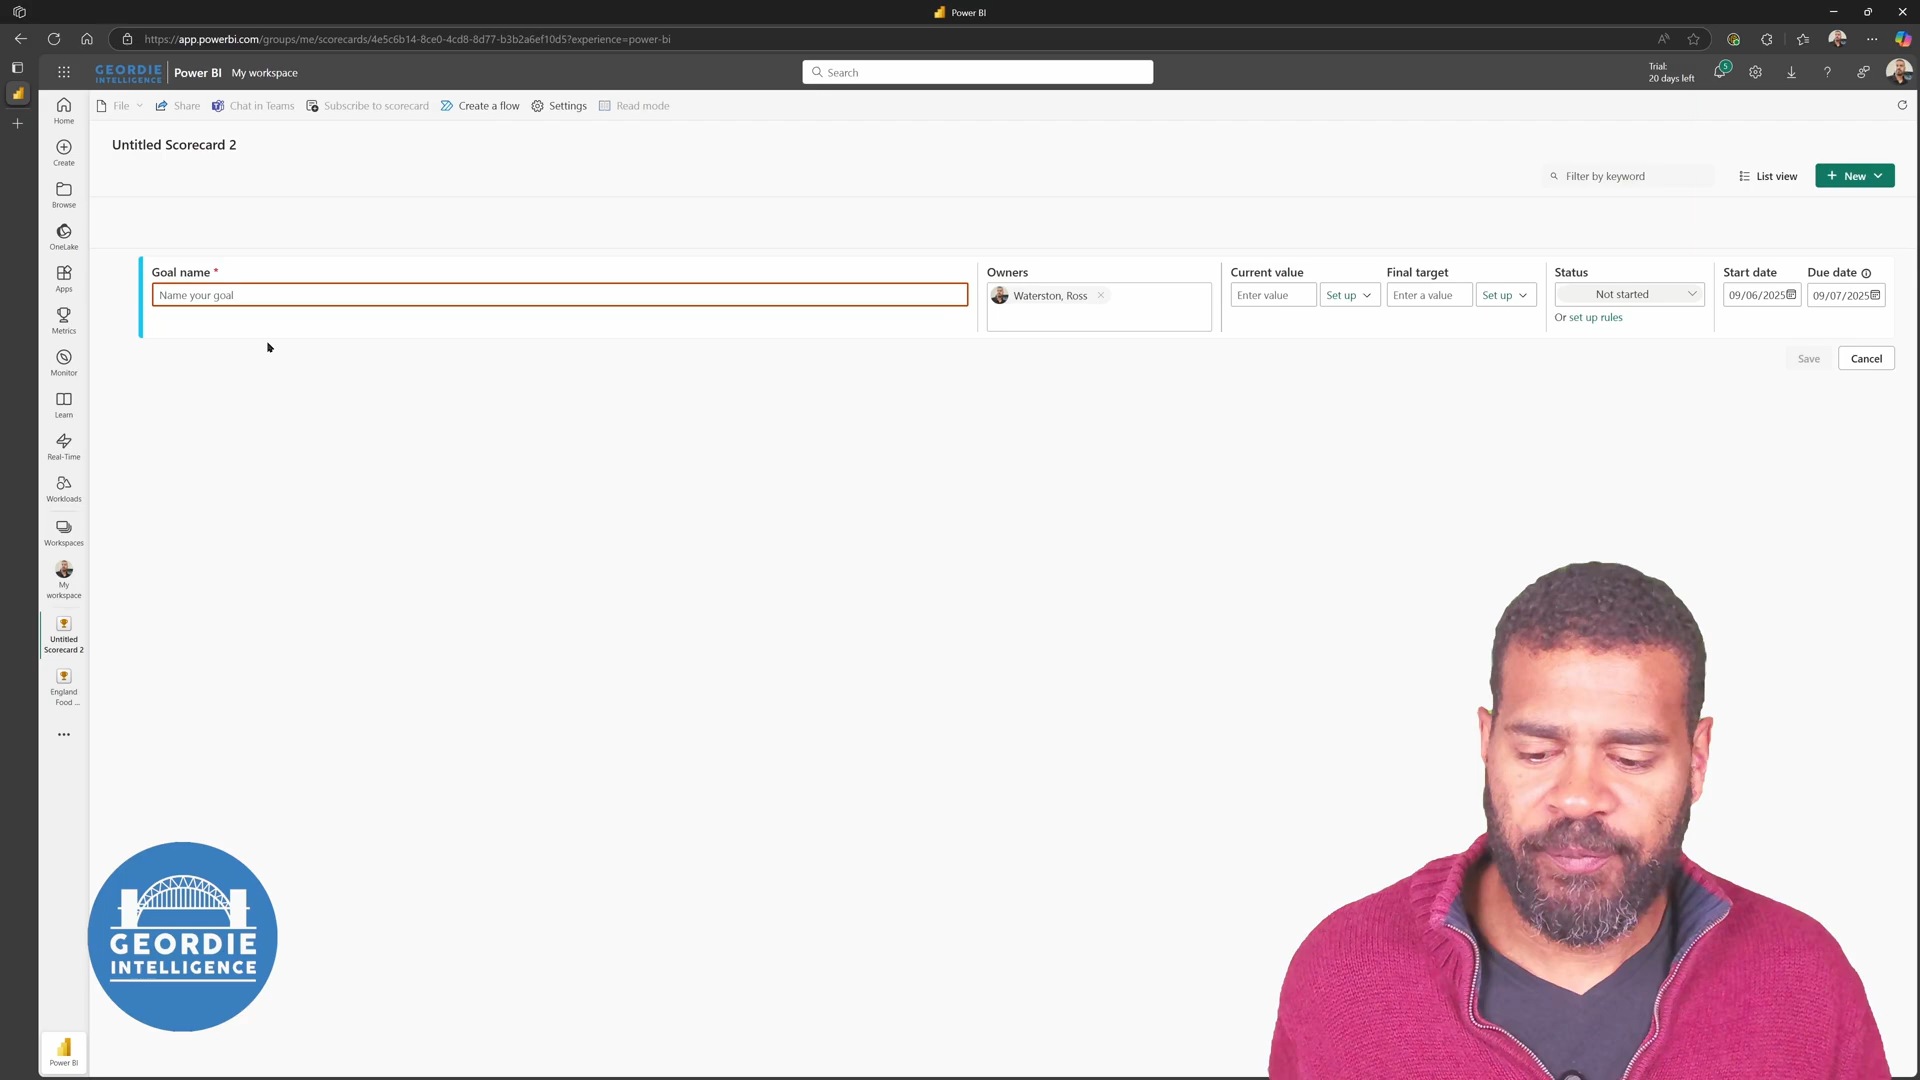 Power BI
https://app.powerbi.com/groups/me/scorecards/4e5c6b14-8ce0-4cd8-8d77-b3b2a6ef10d5?experience=power-bi
GEORDIE
INTELLIGENCE
Power BI My workspace
Search
Trial:
20 days left
5
File Share Chat in Teams Subscribe to scorecard Create a flow Settings Read mode
Home
Create
Browse
OneLake
Apps
Metrics
Monitor
Learn
Real-Time
Workloads
Workspaces
My
workspace
Untitled
Scorecard 2
England
Food ...
Power BI
Untitled Scorecard 2
Filter by keyword
List view
New
Goal name *
Name your goal
Owners
Waterston, Ross
Current value
Enter value
Set up
Final target
Enter a value
Set up
Status
Not started
Or set up rules
Start date
09/06/2025
Due date
09/07/2025
Save
Cancel
GEORDIE
INTELLIGENCE